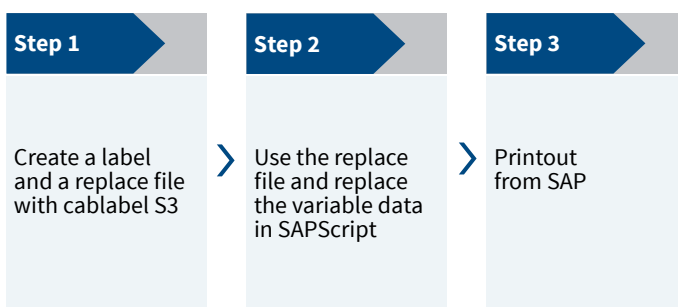 Step 1
Create a label
and a replace file
with cablabel S3
Step 2
Use the replace
file and replace
the variable data
in SAPScript
Step 3
Printout
from SAP